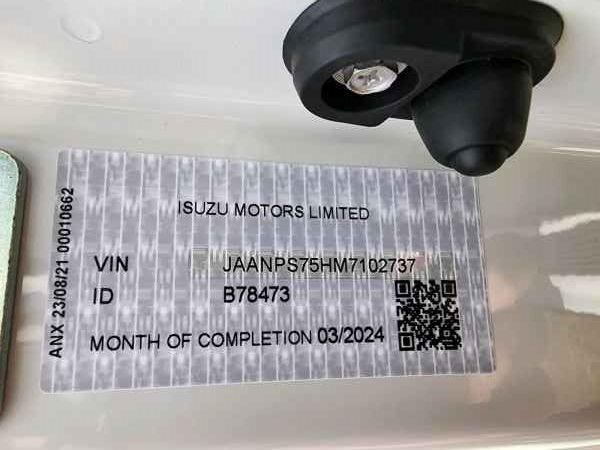 ISUZU MOTORS LIMITED
VIN JAANPS75HM7102737
ID B78473
MONTH OF COMPLETION 03/2024
ANX 23/08/21 00010662